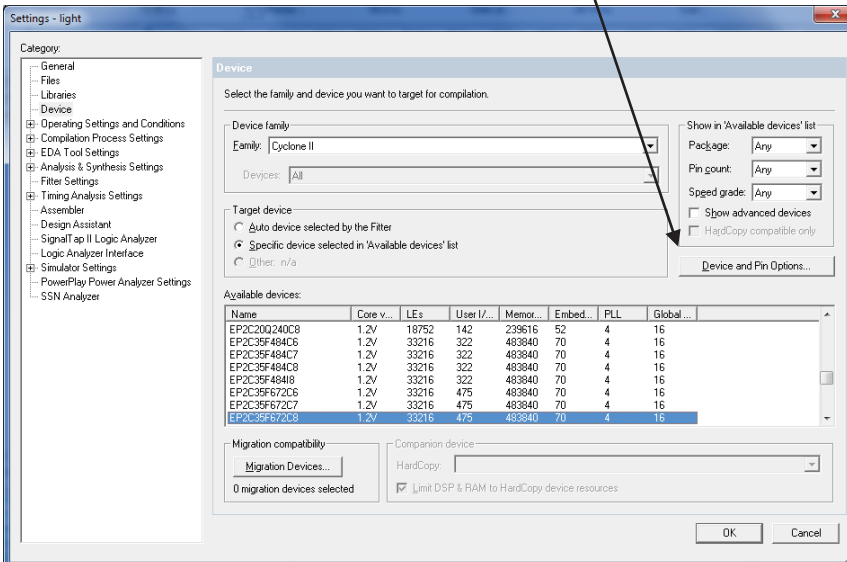 Settings - light
Category:
General
Files
Libraries
Device
Operating Settings and Conditions
Compilation Process Settings
EDA Tool Settings
Analysis & Synthesis Settings
Fitter Settings
Timing Analysis Settings
Assembler
Design Assistant
SignalTap II Logic Analyzer
Logic Analyzer Interface
Simulator Settings
PowerPlay Power Analyzer Settings
SSN Analyzer
Device
Select the family and device you want to target for compilation.
Device family
Family: Cyclone II
Devices: All
Target device
Auto device selected by the Fitter
Specific device selected in 'Available devices' list
Other: n/a
Show in 'Available devices' list
Package: Any
Pin count: Any
Speed grade: Any
Show advanced devices
HardCopy compatible only
Device and Pin Options...
Available devices:
Name Core v... LEs User I/... Memor... Embed... PLL Global ...
EP2C20Q240C8 1.2V 18752 142 239616 52 4 16
EP2C35F484C6 1.2V 33216 322 483840 70 4 16
EP2C35F484C7 1.2V 33216 322 483840 70 4 16
EP2C35F484C8 1.2V 33216 322 483840 70 4 16
EP2C35F484I8 1.2V 33216 322 483840 70 4 16
EP2C35F672C6 1.2V 33216 475 483840 70 4 16
EP2C35F672C7 1.2V 33216 475 483840 70 4 16
EP2C35F672C8 1.2V 33216 475 483840 70 4 16
Migration compatibility
Migration Devices...
0 migration devices selected
Companion device
HardCopy:
Limit DSP & RAM to HardCopy device resources
OK Cancel